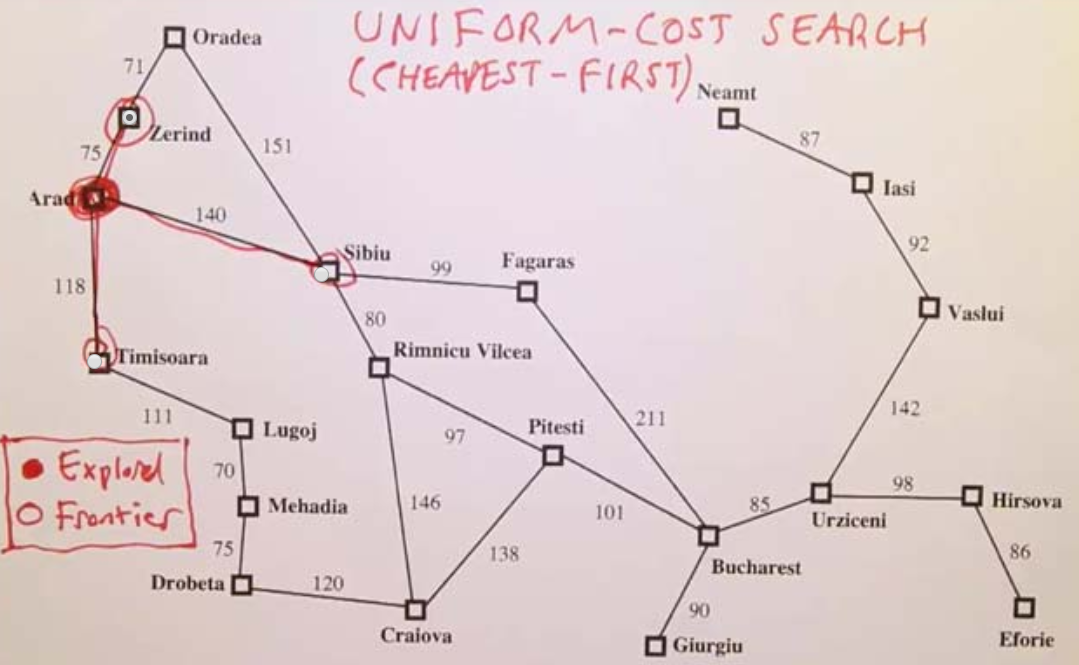 UNIFORM-COST SEARCH
(CHEAPEST-FIRST)
Oradea
Neamt
71
Zerind
87
151
75
Iasi
Arad
140
92
Sibiu
Fagaras
99
118
Vaslui
80
Rimnicu Vilcea
Timisoara
142
111
211
Pitesti
Lugoj
97
Explored
70
98
Hirsova
Mehadia
146
101
85
Urziceni
Frontier
75
138
86
Bucharest
Drobeta
120
90
Craiova
Giurgiu
Eforie